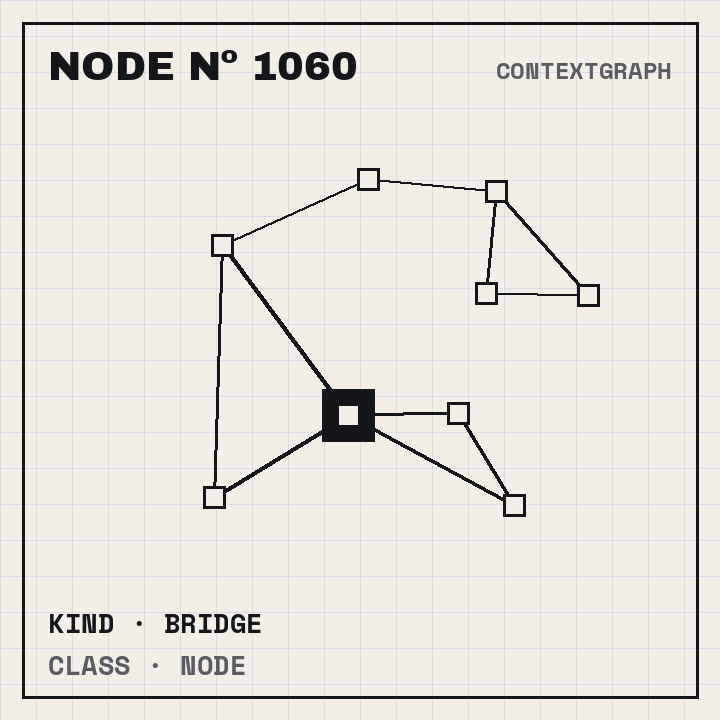 NODE Nº 1060
CONTEXTGRAPH
KIND · BRIDGE
CLASS · NODE